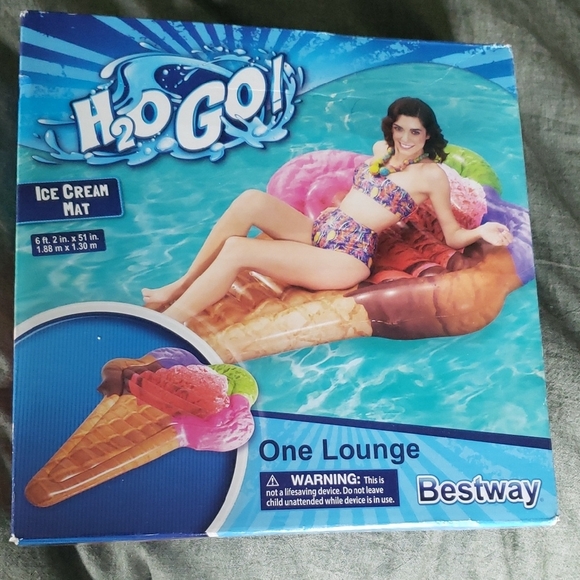 H2O GO!
ICE CREAM
MAT
6 ft. 2 in. x 51 in.
1.88 m x 1.30 m
One Lounge
⚠ WARNING: This is
not a lifesaving device. Do not leave
child unattended while device is in use.
Bestway